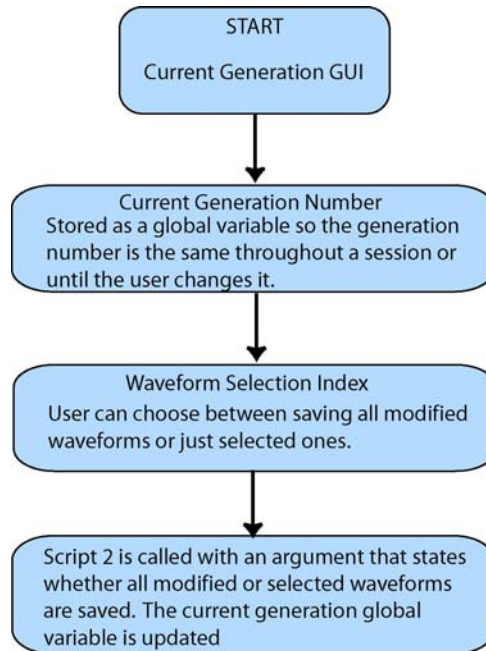 START
Current Generation GUI
Current Generation Number
Stored as a global variable so the generation
number is the same throughout a session or
until the user changes it.
Waveform Selection Index
User can choose between saving all modified
waveforms or just selected ones.
Script 2 is called with an argument that states
whether all modified or selected waveforms
are saved. The current generation global
variable is updated